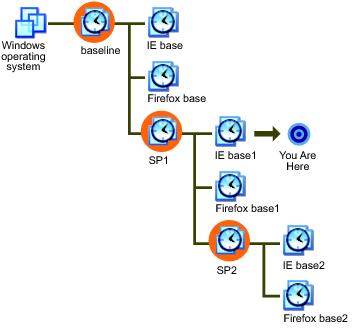 Windows
operating
system
baseline
IE base
Firefox base
SP1
IE base1
You Are
Here
Firefox base1
SP2
IE base2
Firefox base2